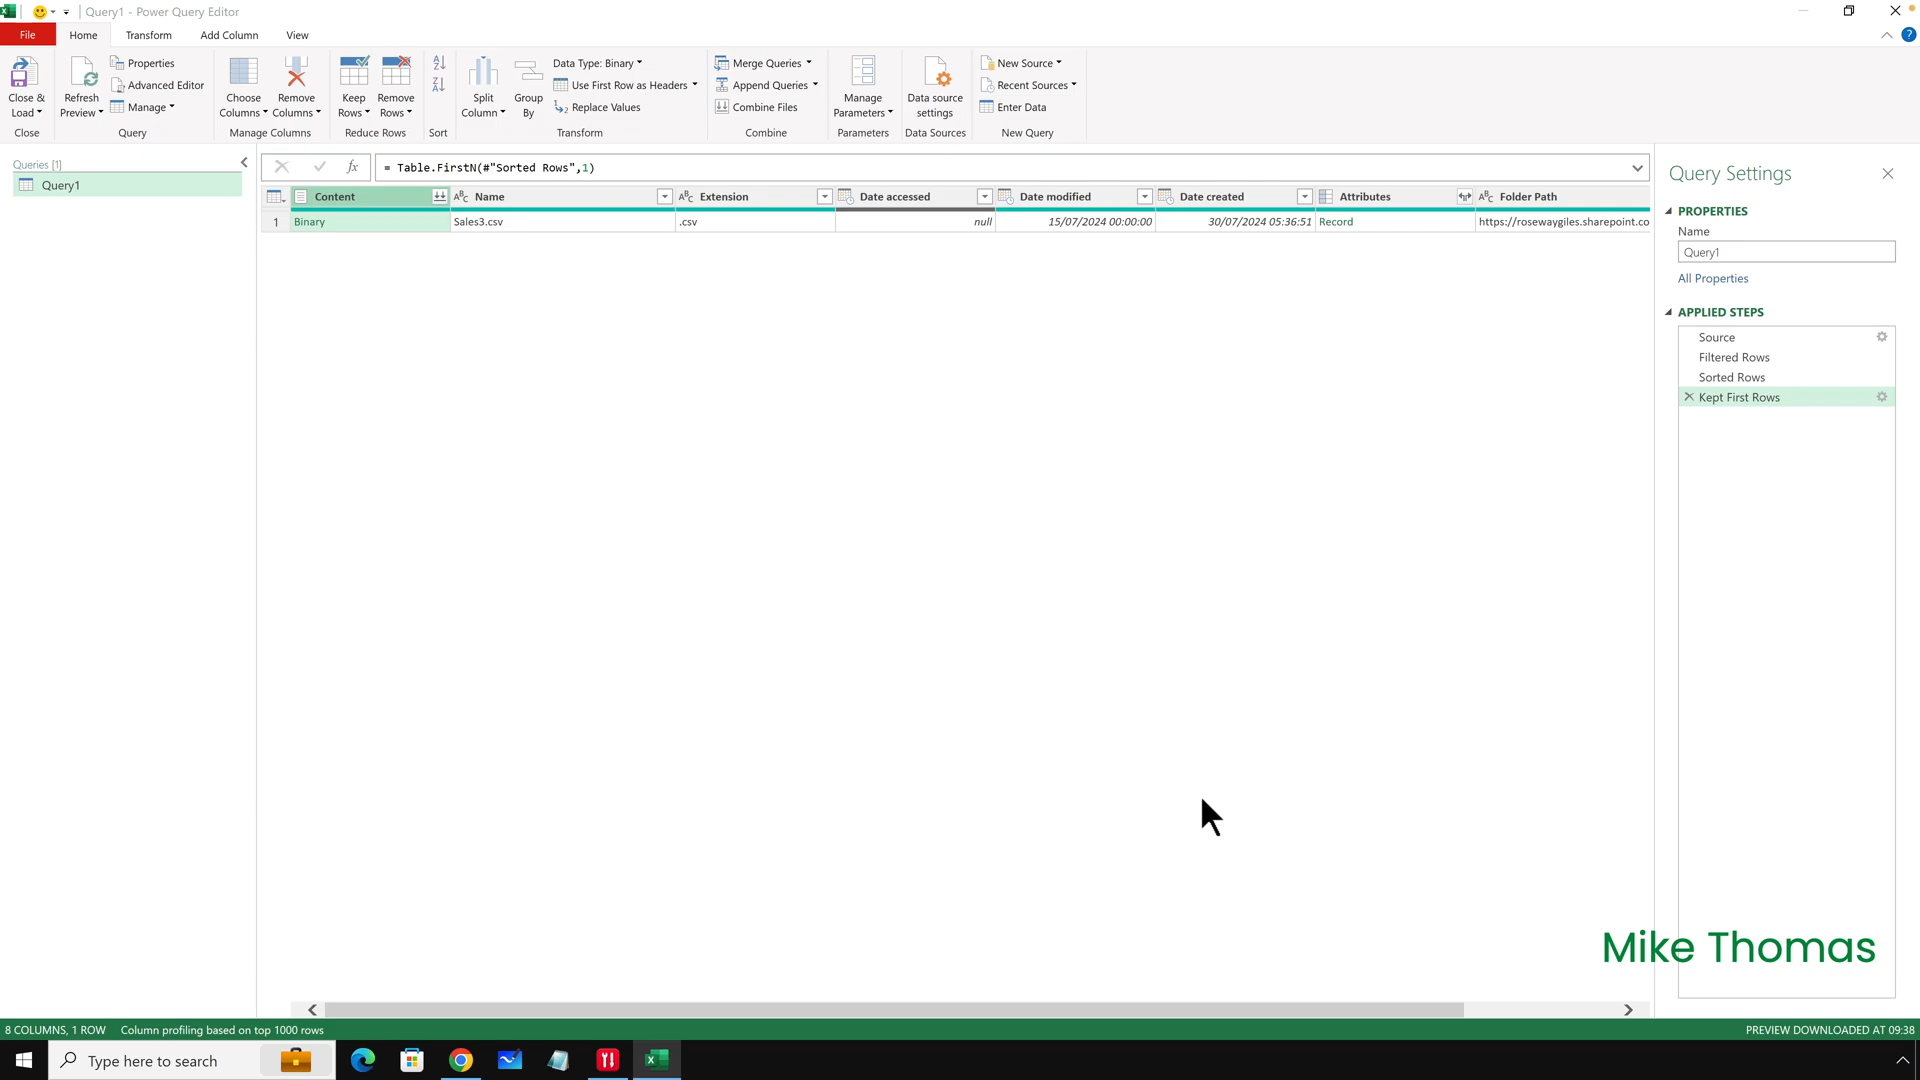 Query1 - Power Query Editor
File Home Transform Add Column View
Close & Load
Close
Refresh Preview
Properties
Advanced Editor
Manage
Query
Choose Columns
Remove Columns
Manage Columns
Keep Rows
Remove Rows
Reduce Rows
Sort
Split Column
Group By
Data Type: Binary
Use First Row as Headers
Replace Values
Transform
Merge Queries
Append Queries
Combine Files
Combine
Manage Parameters
Parameters
Data source settings
Data Sources
New Source
Recent Sources
Enter Data
New Query
Queries [1]
Query1
fx = Table.FirstN(#"Sorted Rows",1)
Content Name Extension Date accessed Date modified Date created Attributes Folder Path
1 Binary Sales3.csv .csv null 15/07/2024 00:00:00 30/07/2024 05:36:51 Record https://rosewaygiles.sharepoint.co
Query Settings
PROPERTIES
Name
Query1
All Properties
APPLIED STEPS
Source
Filtered Rows
Sorted Rows
Kept First Rows
Mike Thomas
8 COLUMNS, 1 ROW Column profiling based on top 1000 rows PREVIEW DOWNLOADED AT 09:38
Type here to search